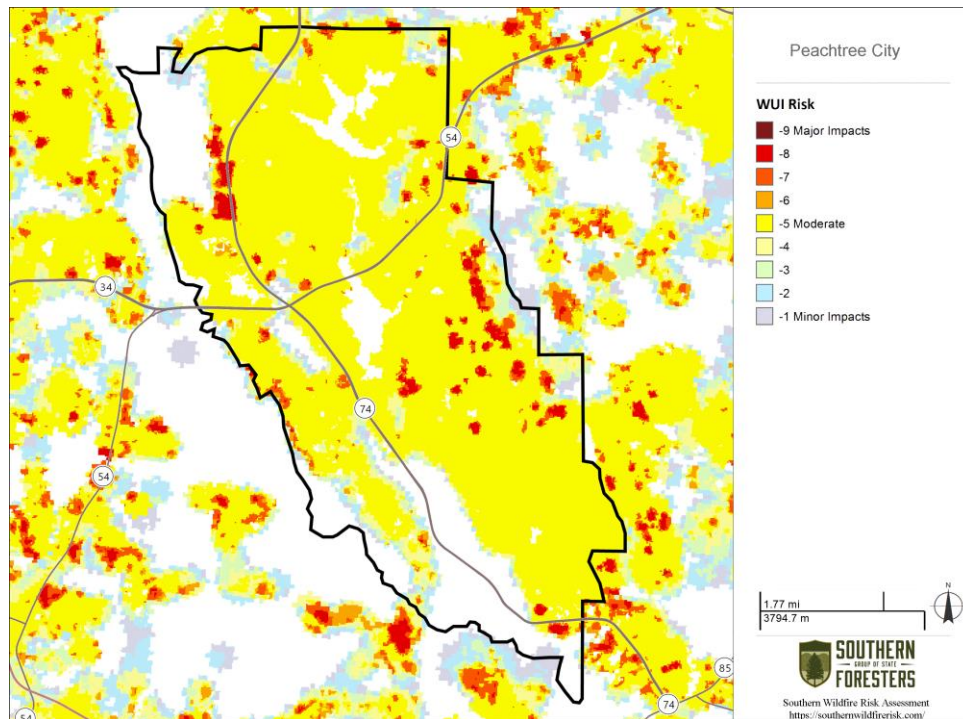 Peachtree City
WUI Risk
-9 Major Impacts
-8
-7
-6
-5 Moderate
-4
-3
-2
-1 Minor Impacts
54
34
74
54
85
54
74
N
1.77 mi
3794.7 m
SOUTHERN
GROUP OF STATE
FORESTERS
Southern Wildfire Risk Assessment
https://southernwildfirerisk.com/